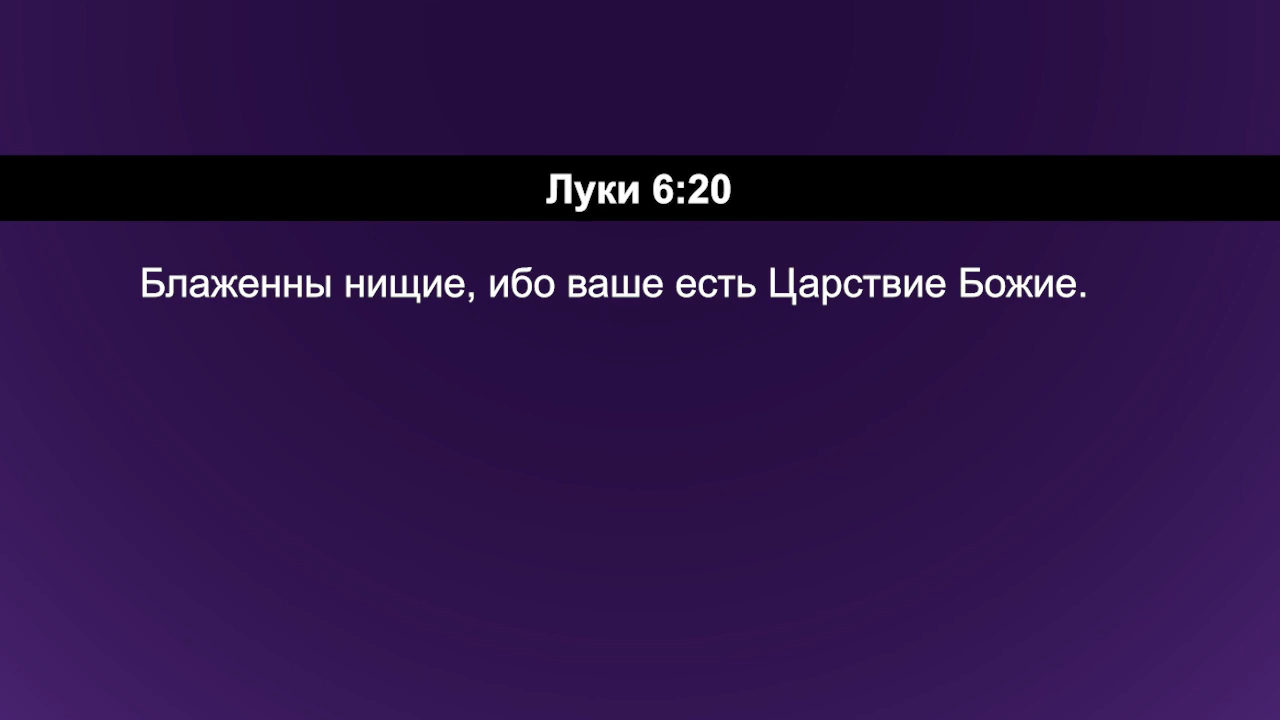 Луки 6:20
Блаженны нищие, ибо ваше есть Царствие Божие.